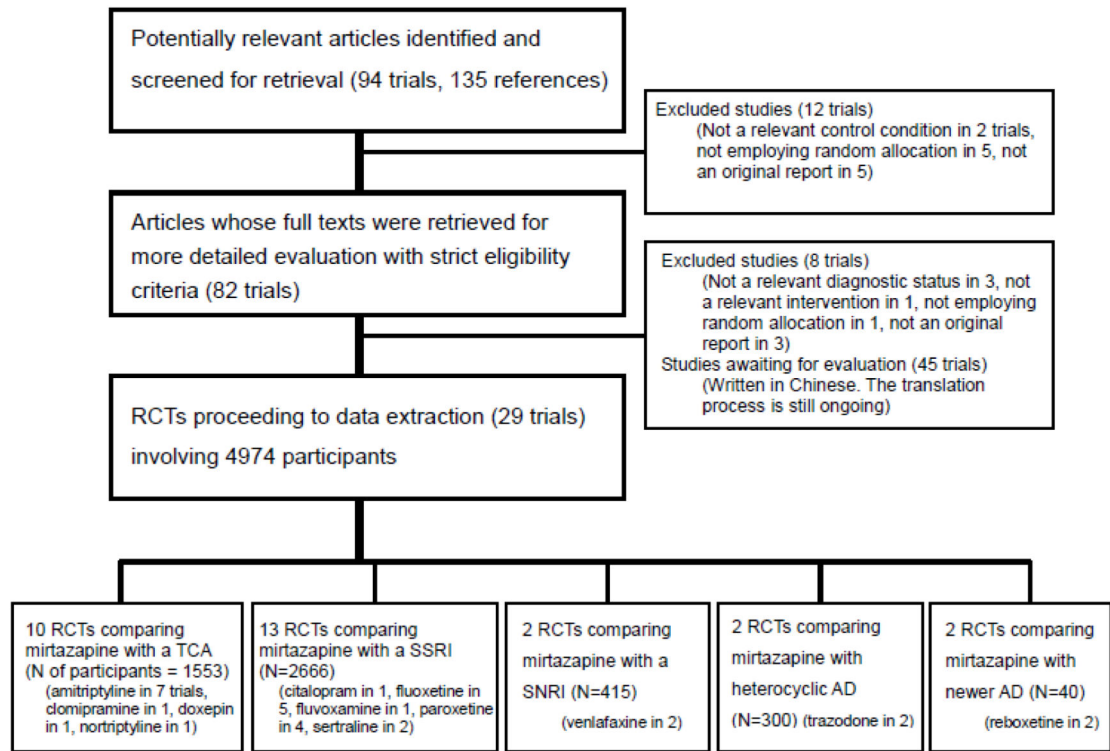 Potentially relevant articles identified and
screened for retrieval (94 trials, 135 references)
Excluded studies (12 trials)
(Not a relevant control condition in 2 trials,
not employing random allocation in 5, not
an original report in 5)
Articles whose full texts were retrieved for
more detailed evaluation with strict eligibility
criteria (82 trials)
Excluded studies (8 trials)
(Not a relevant diagnostic status in 3, not
a relevant intervention in 1, not employing
random allocation in 1, not an original
report in 3)
Studies awaiting for evaluation (45 trials)
(Written in Chinese. The translation
process is still ongoing)
RCTs proceeding to data extraction (29 trials)
involving 4974 participants
10 RCTs comparing
mirtazapine with a TCA
(N of participants = 1553)
(amitriptyline in 7 trials,
clomipramine in 1, doxepin
in 1, nortriptyline in 1)
13 RCTs comparing
mirtazapine with a SSRI
(N=2666)
(citalopram in 1, fluoxetine in
5, fluvoxamine in 1, paroxetine
in 4, sertraline in 2)
2 RCTs comparing
mirtazapine with a
SNRI (N=415)
(venlafaxine in 2)
2 RCTs comparing
mirtazapine with
heterocyclic AD
(N=300) (trazodone in 2)
2 RCTs comparing
mirtazapine with
newer AD (N=40)
(reboxetine in 2)